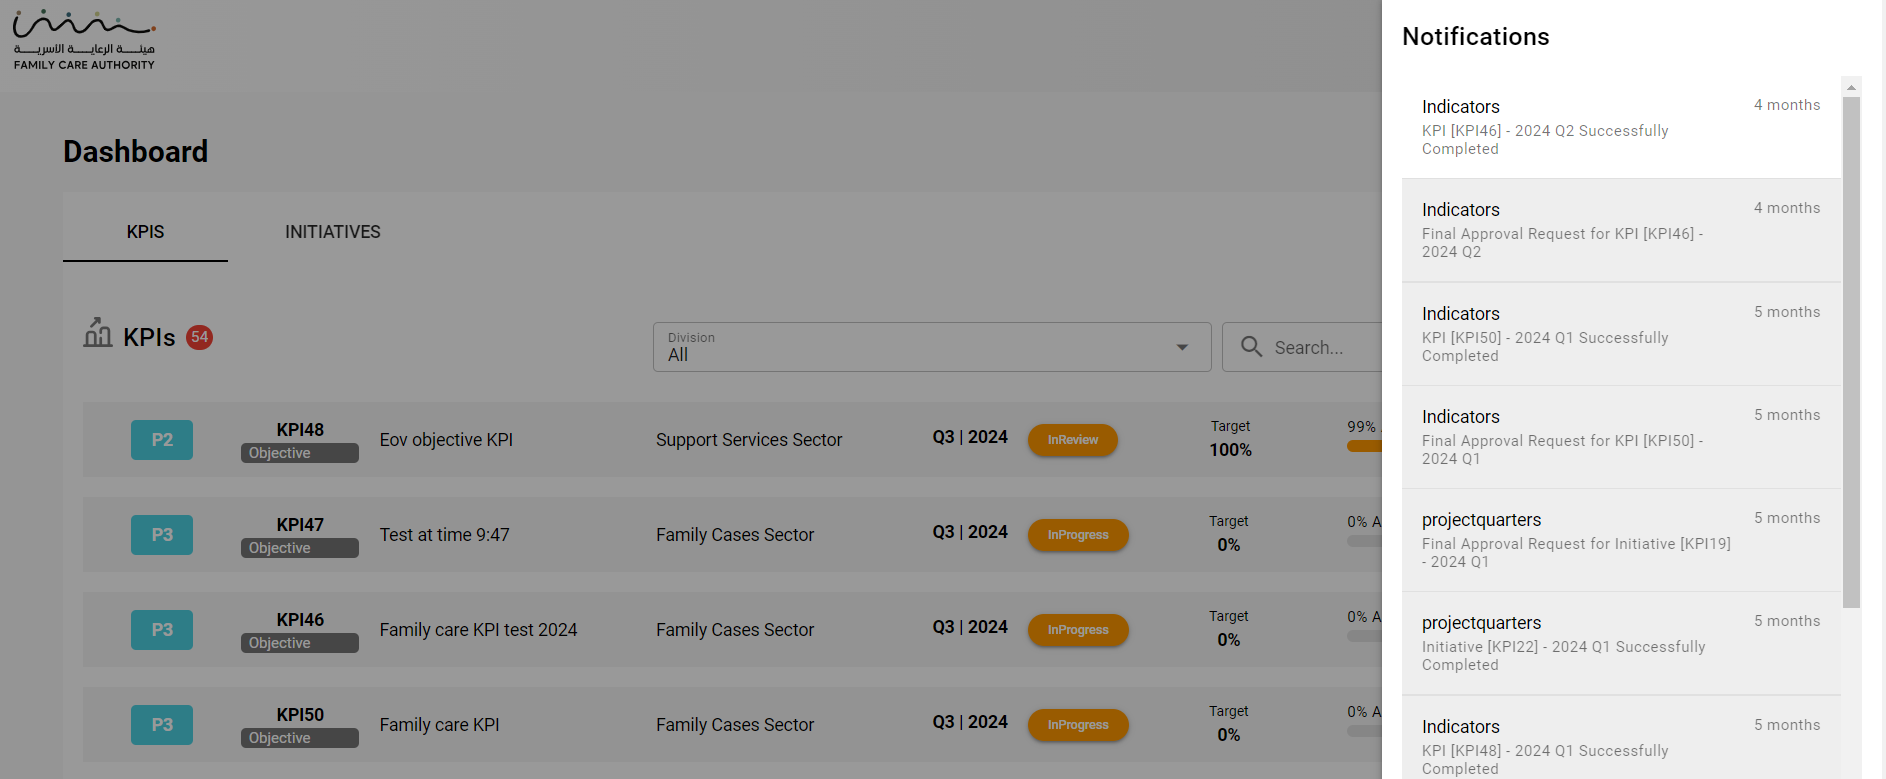 هيئـــة الرعايـــة الأسريـــة
FAMILY CARE AUTHORITY
Dashboard
KPIS
INITIATIVES
KPIs 54
Division
All
Search...
P2
KPI48
Objective
Eov objective KPI
Support Services Sector
Q3 | 2024
InReview
Target
100%
99%
P3
KPI47
Objective
Test at time 9:47
Family Cases Sector
Q3 | 2024
InProgress
Target
0%
0% A
P3
KPI46
Objective
Family care KPI test 2024
Family Cases Sector
Q3 | 2024
InProgress
Target
0%
0% A
P3
KPI50
Objective
Family care KPI
Family Cases Sector
Q3 | 2024
InProgress
Target
0%
0% A
Notifications
Indicators
4 months
KPI [KPI46] - 2024 Q2 Successfully
Completed
Indicators
4 months
Final Approval Request for KPI [KPI46] -
2024 Q2
Indicators
5 months
KPI [KPI50] - 2024 Q1 Successfully
Completed
Indicators
5 months
Final Approval Request for KPI [KPI50] -
2024 Q1
projectquarters
5 months
Final Approval Request for Initiative [KPI19]
- 2024 Q1
projectquarters
5 months
Initiative [KPI22] - 2024 Q1 Successfully
Completed
Indicators
5 months
KPI [KPI48] - 2024 Q1 Successfully
Completed